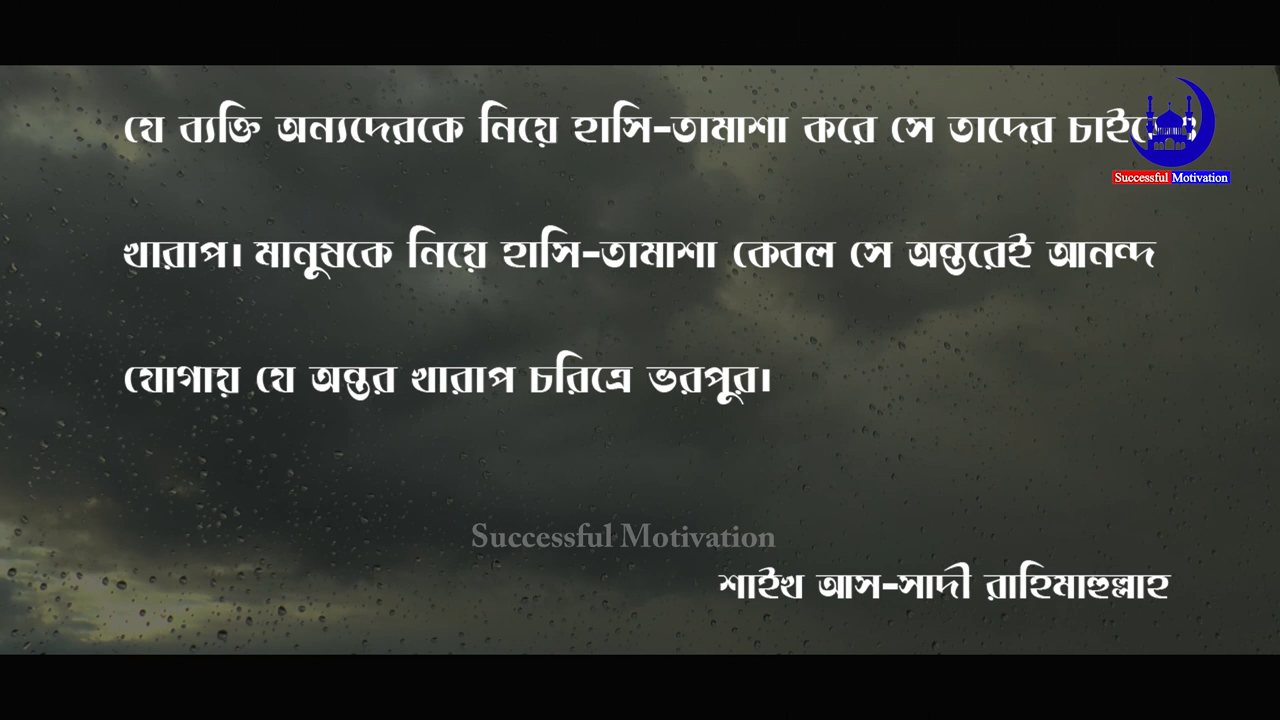 যে ব্যক্তি অন্যদেরকে নিয়ে হাসি-তামাশা করে সে তাদের
Successful Motivation
খারাপ। মানুষকে নিয়ে হাসি-তামাশা কেবল সে অন্তরেই আনন্দ
যোগায় যে অন্তর খারাপ চরিত্রে ভরপুর।
Successful Motivation
শাইখ আস-সাদী রাহিমাহুল্লাহ